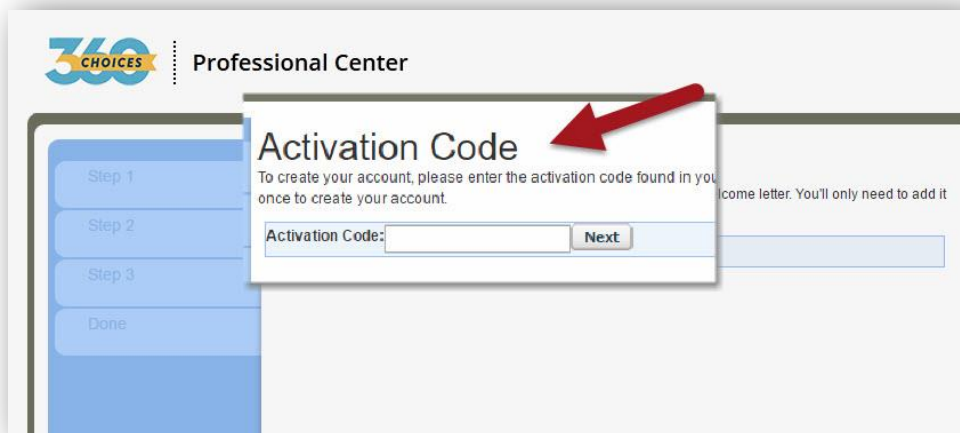 360
CHOICES
Professional Center
Step 1
Step 2
Step 3
Done
Activation Code
To create your account, please enter the activation code found in you
once to create your account.
Activation Code:
Next
lcome letter. You'll only need to add it